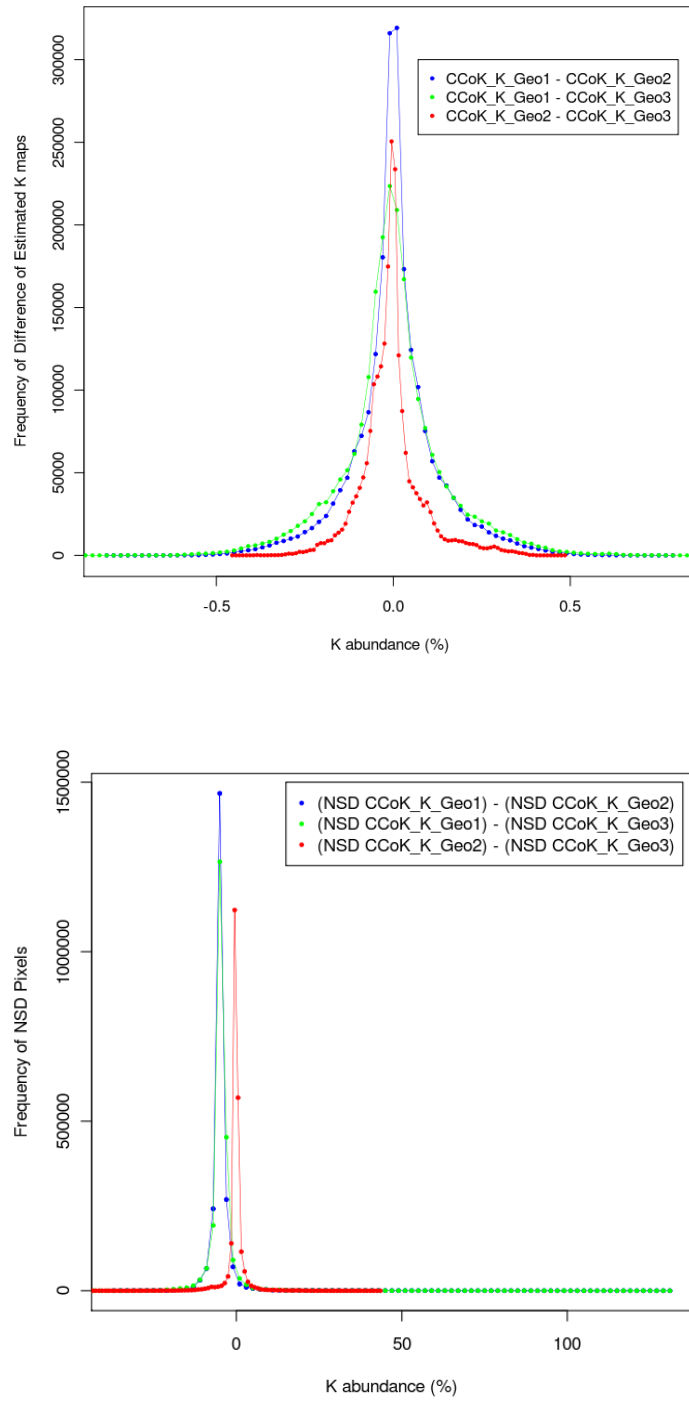 Frequency of Difference of Estimated K maps
300000
250000
200000
150000
100000
50000
0
CCoK_K_Geo1 - CCoK_K_Geo2
CCoK_K_Geo1 - CCoK_K_Geo3
CCoK_K_Geo2 - CCoK_K_Geo3
-0.5
0.0
0.5
K abundance (%)
Frequency of NSD Pixels
1500000
1000000
500000
0
(NSD CCoK_K_Geo1) - (NSD CCoK_K_Geo2)
(NSD CCoK_K_Geo1) - (NSD CCoK_K_Geo3)
(NSD CCoK_K_Geo2) - (NSD CCoK_K_Geo3)
0
50
100
K abundance (%)